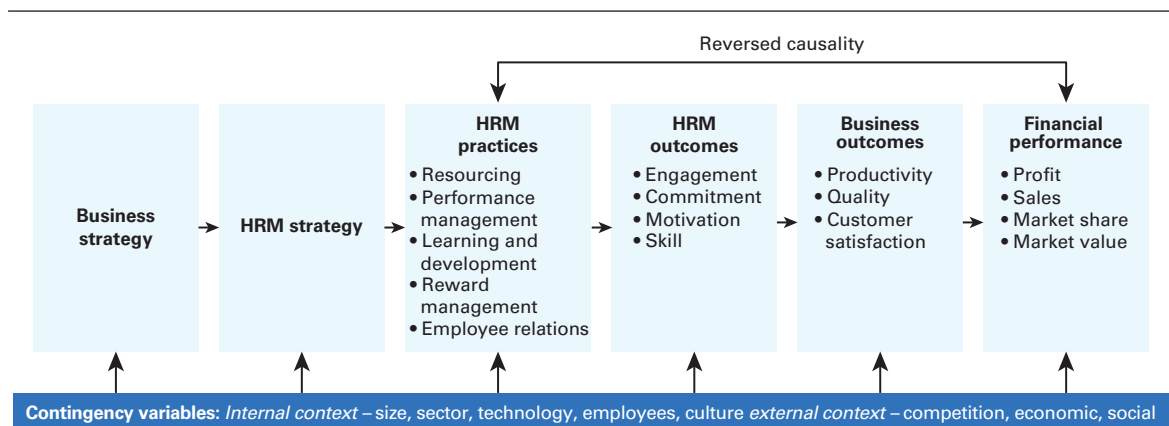 Reversed causality
Business
strategy
HRM strategy
HRM
practices
• Resourcing
• Performance
management
• Learning and
development
• Reward
management
• Employee relations
HRM
outcomes
• Engagement
• Commitment
• Motivation
• Skill
Business
outcomes
• Productivity
• Quality
• Customer
satisfaction
Financial
performance
• Profit
• Sales
• Market share
• Market value
Contingency variables: Internal context – size, sector, technology, employees, culture external context – competition, economic, social